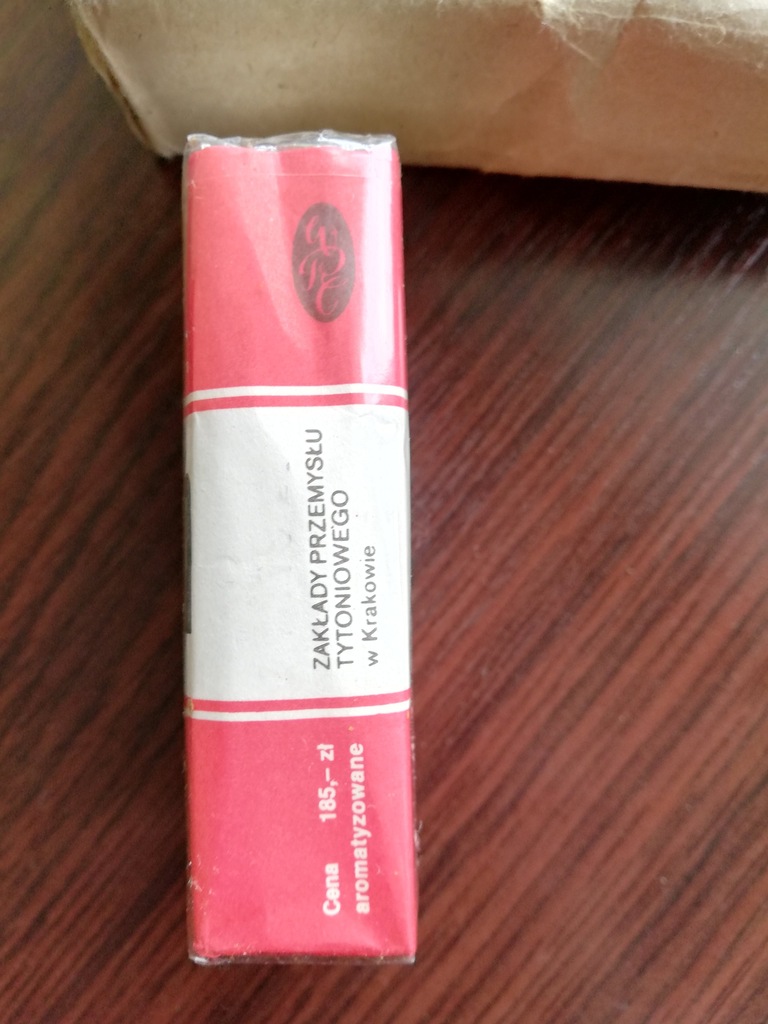 ZAKŁADY PRZEMYSŁU
TYTONIOWEGO
w Krakowie
Cena 185,- zł
aromatyzowane